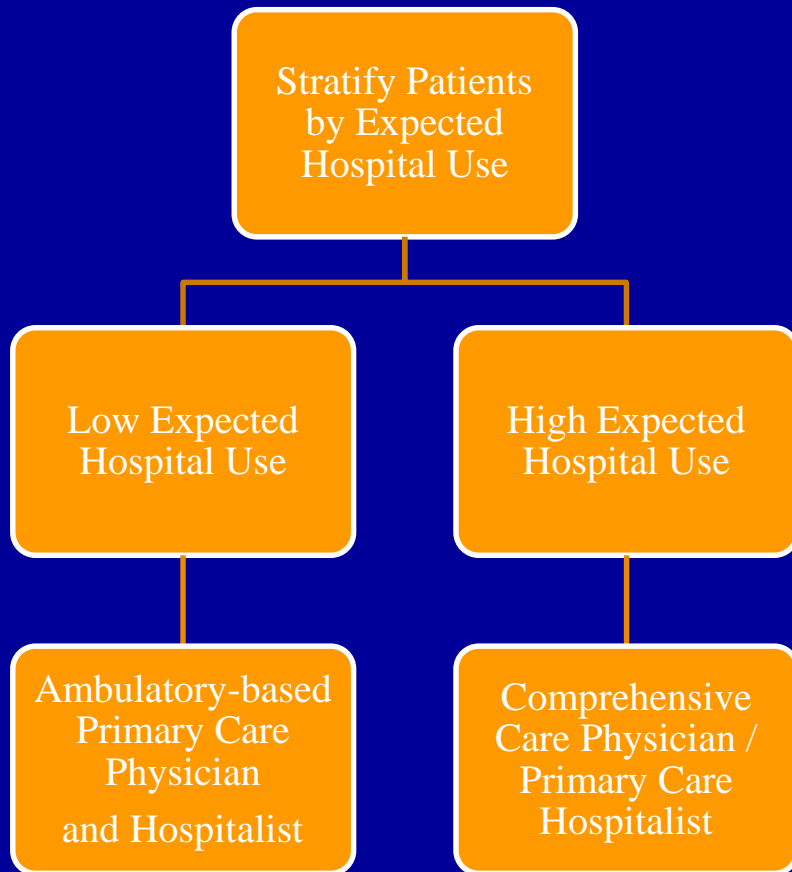 Stratify Patients
by Expected
Hospital Use
Low Expected
Hospital Use
High Expected
Hospital Use
Ambulatory-based
Primary Care
Physician
and Hospitalist
Comprehensive
Care Physician /
Primary Care
Hospitalist